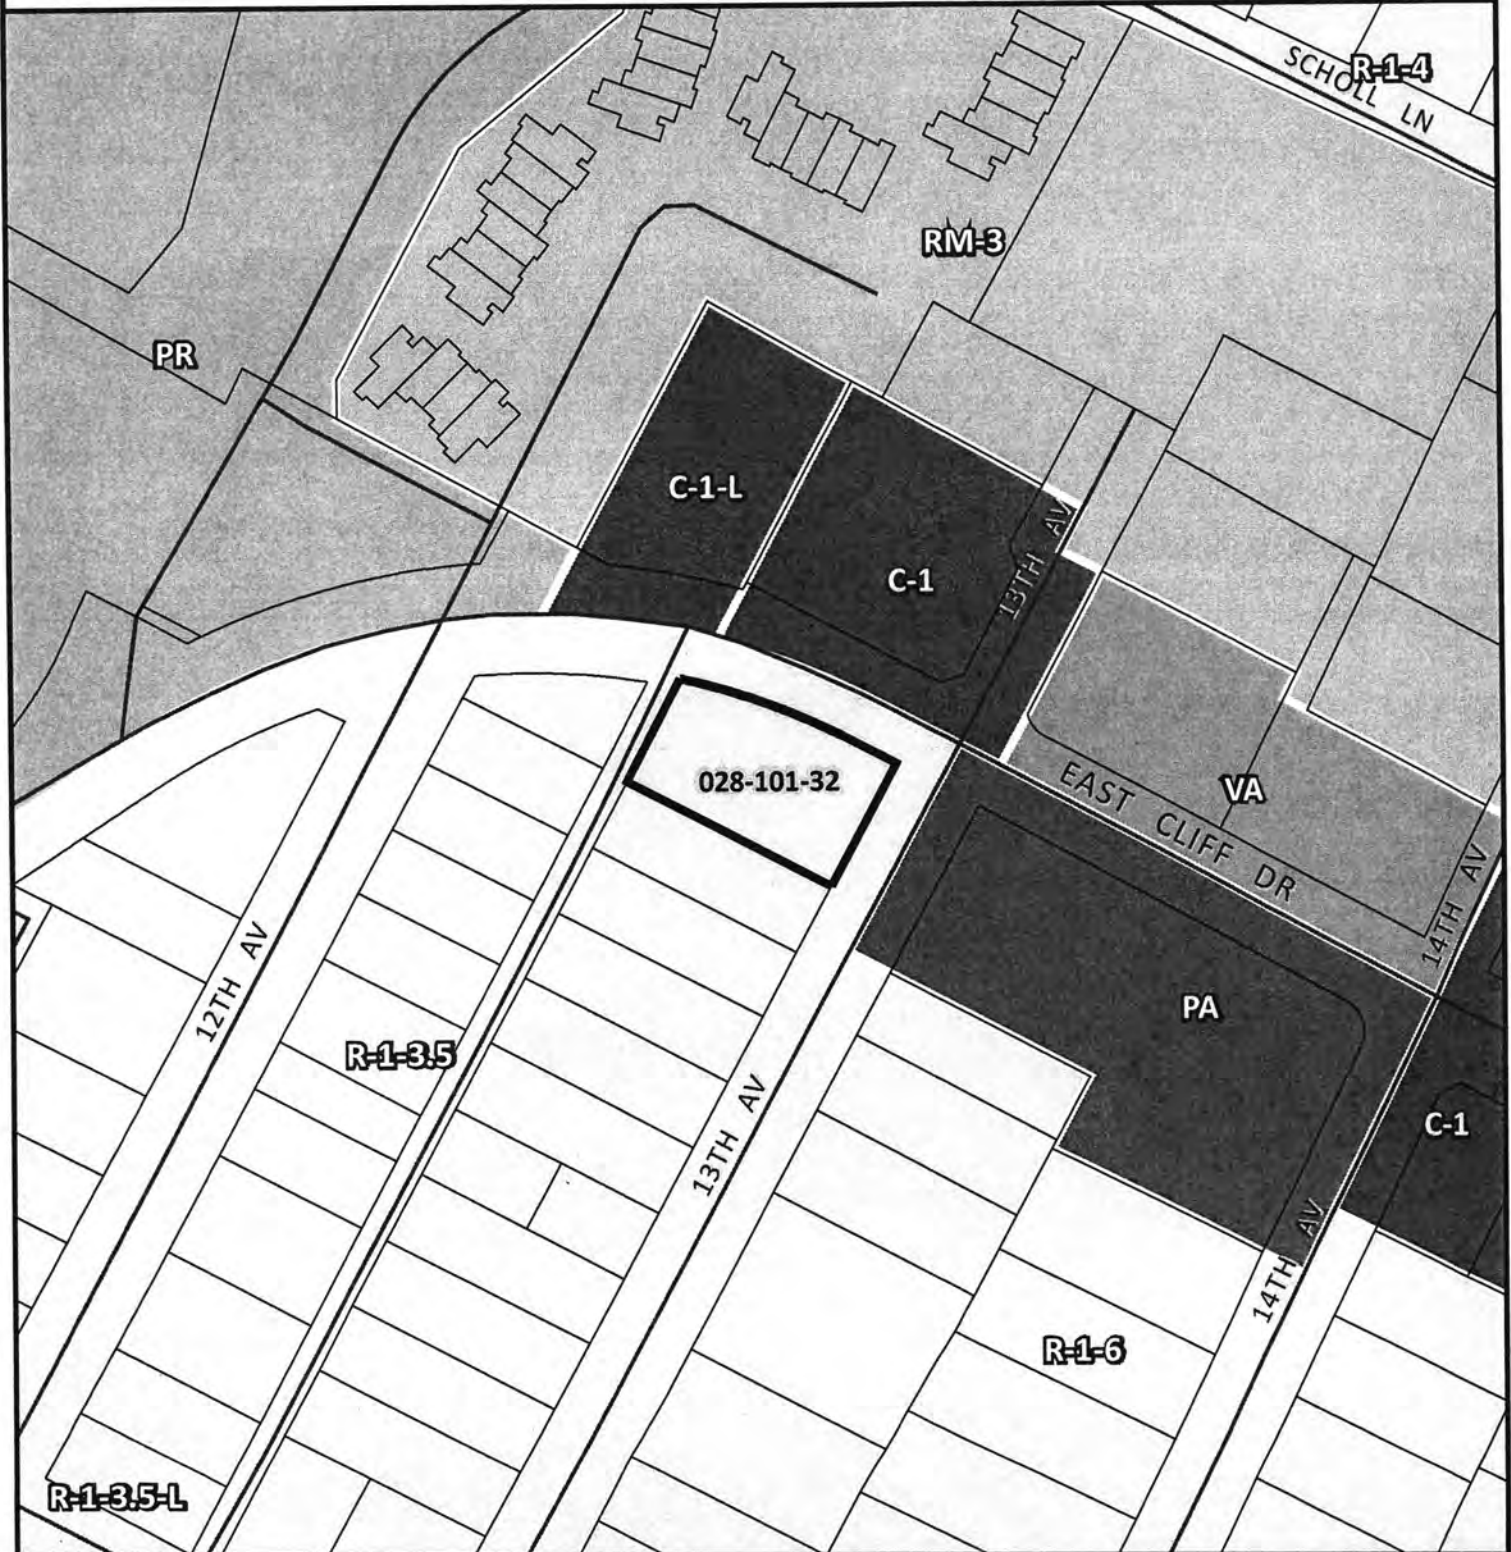 SCHOLL LN
R-1-4
RM-3
PR
C-1-L
C-1
13TH AV
028-101-32
EAST CLIFF DR
VA
14TH AV
12TH AV
PA
R-1-3.5
13TH AV
C-1
14TH AV
R-1-6
R-1-3.5-L